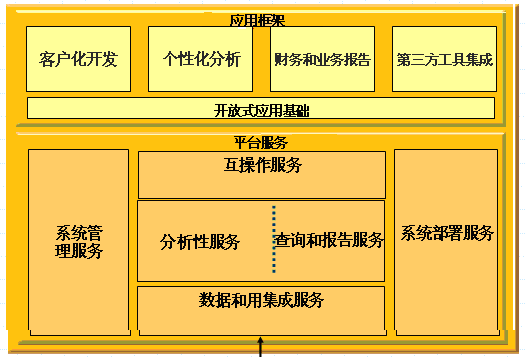 应用框架
客户化开发
个性化分析
财务和业务报告
第三方工具集成
开放式应用基础
平台服务
互操作服务
系统管
理服务
分析性服务
查询和报告服务
系统部署服务
数据和用集成服务